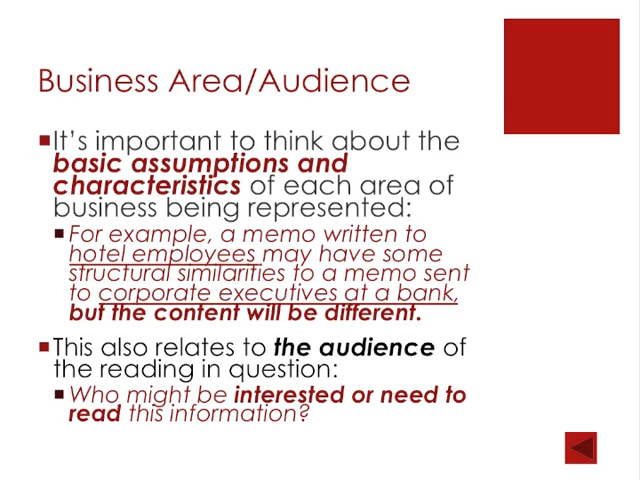 Business Area/Audience
It's important to think about the
basic assumptions and
characteristics of each area of
business being represented:
For example, a memo written to
hotel employees may have some
structural similarities to a memo sent
to corporate executives at a bank,
but the content will be different.
This also relates to the audience of
the reading in question:
Who might be interested or need to
read this information?